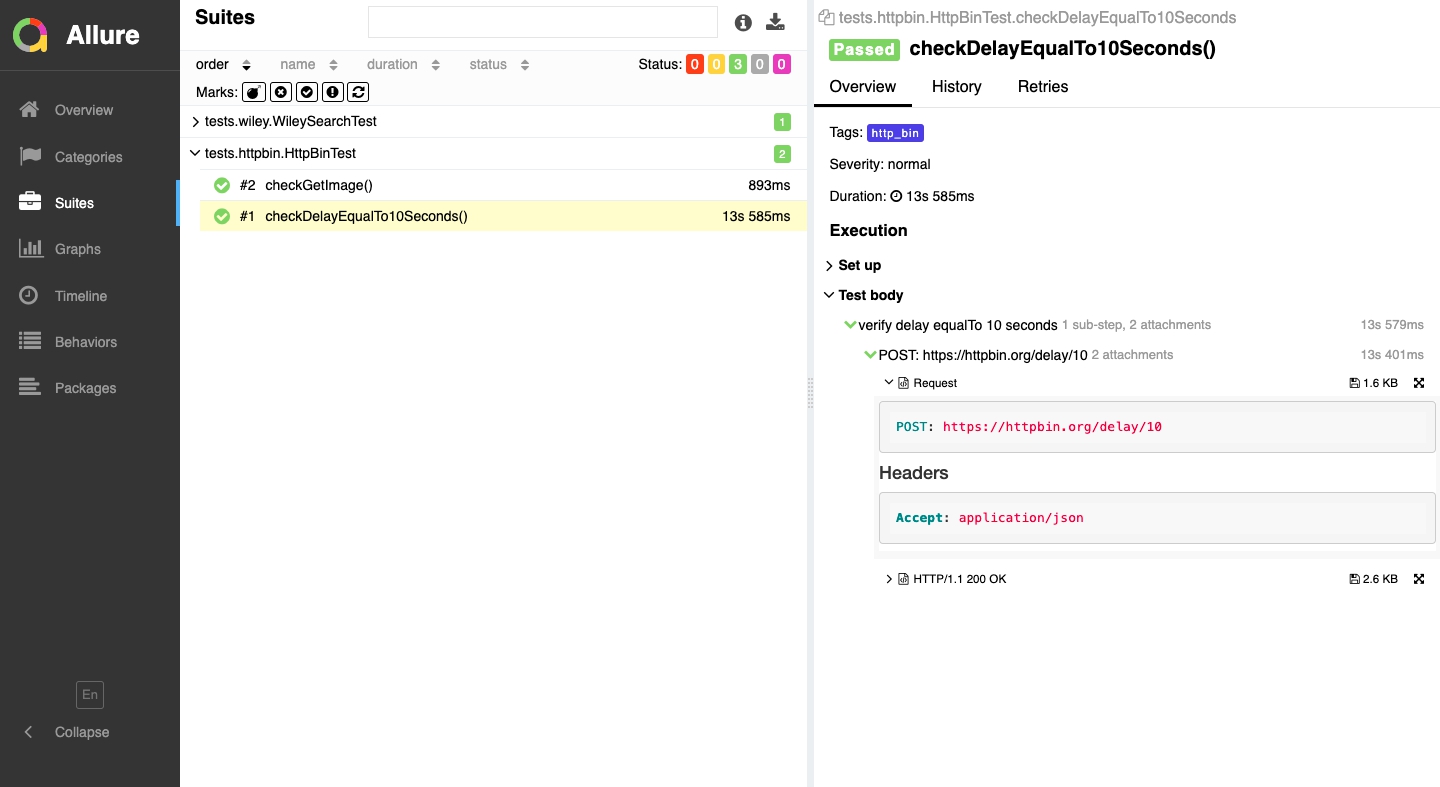 Allure
Overview
Categories
Suites
Graphs
Timeline
Behaviors
Packages
En
Collapse
Suites
order name duration status Status: 0 0 3 0 0
Marks:
tests.wiley.WileySearchTest 1
tests.httpbin.HttpBinTest 2
#2 checkGetImage() 893ms
#1 checkDelayEqualTo10Seconds() 13s 585ms
tests.httpbin.HttpBinTest.checkDelayEqualTo10Seconds
Passed checkDelayEqualTo10Seconds()
Overview History Retries
Tags: http_bin
Severity: normal
Duration: 13s 585ms
Execution
Set up
Test body
verify delay equalTo 10 seconds 1 sub-step, 2 attachments 13s 579ms
POST: https://httpbin.org/delay/10 2 attachments 13s 401ms
Request 1.6 KB
POST: https://httpbin.org/delay/10
Headers
Accept: application/json
HTTP/1.1 200 OK 2.6 KB